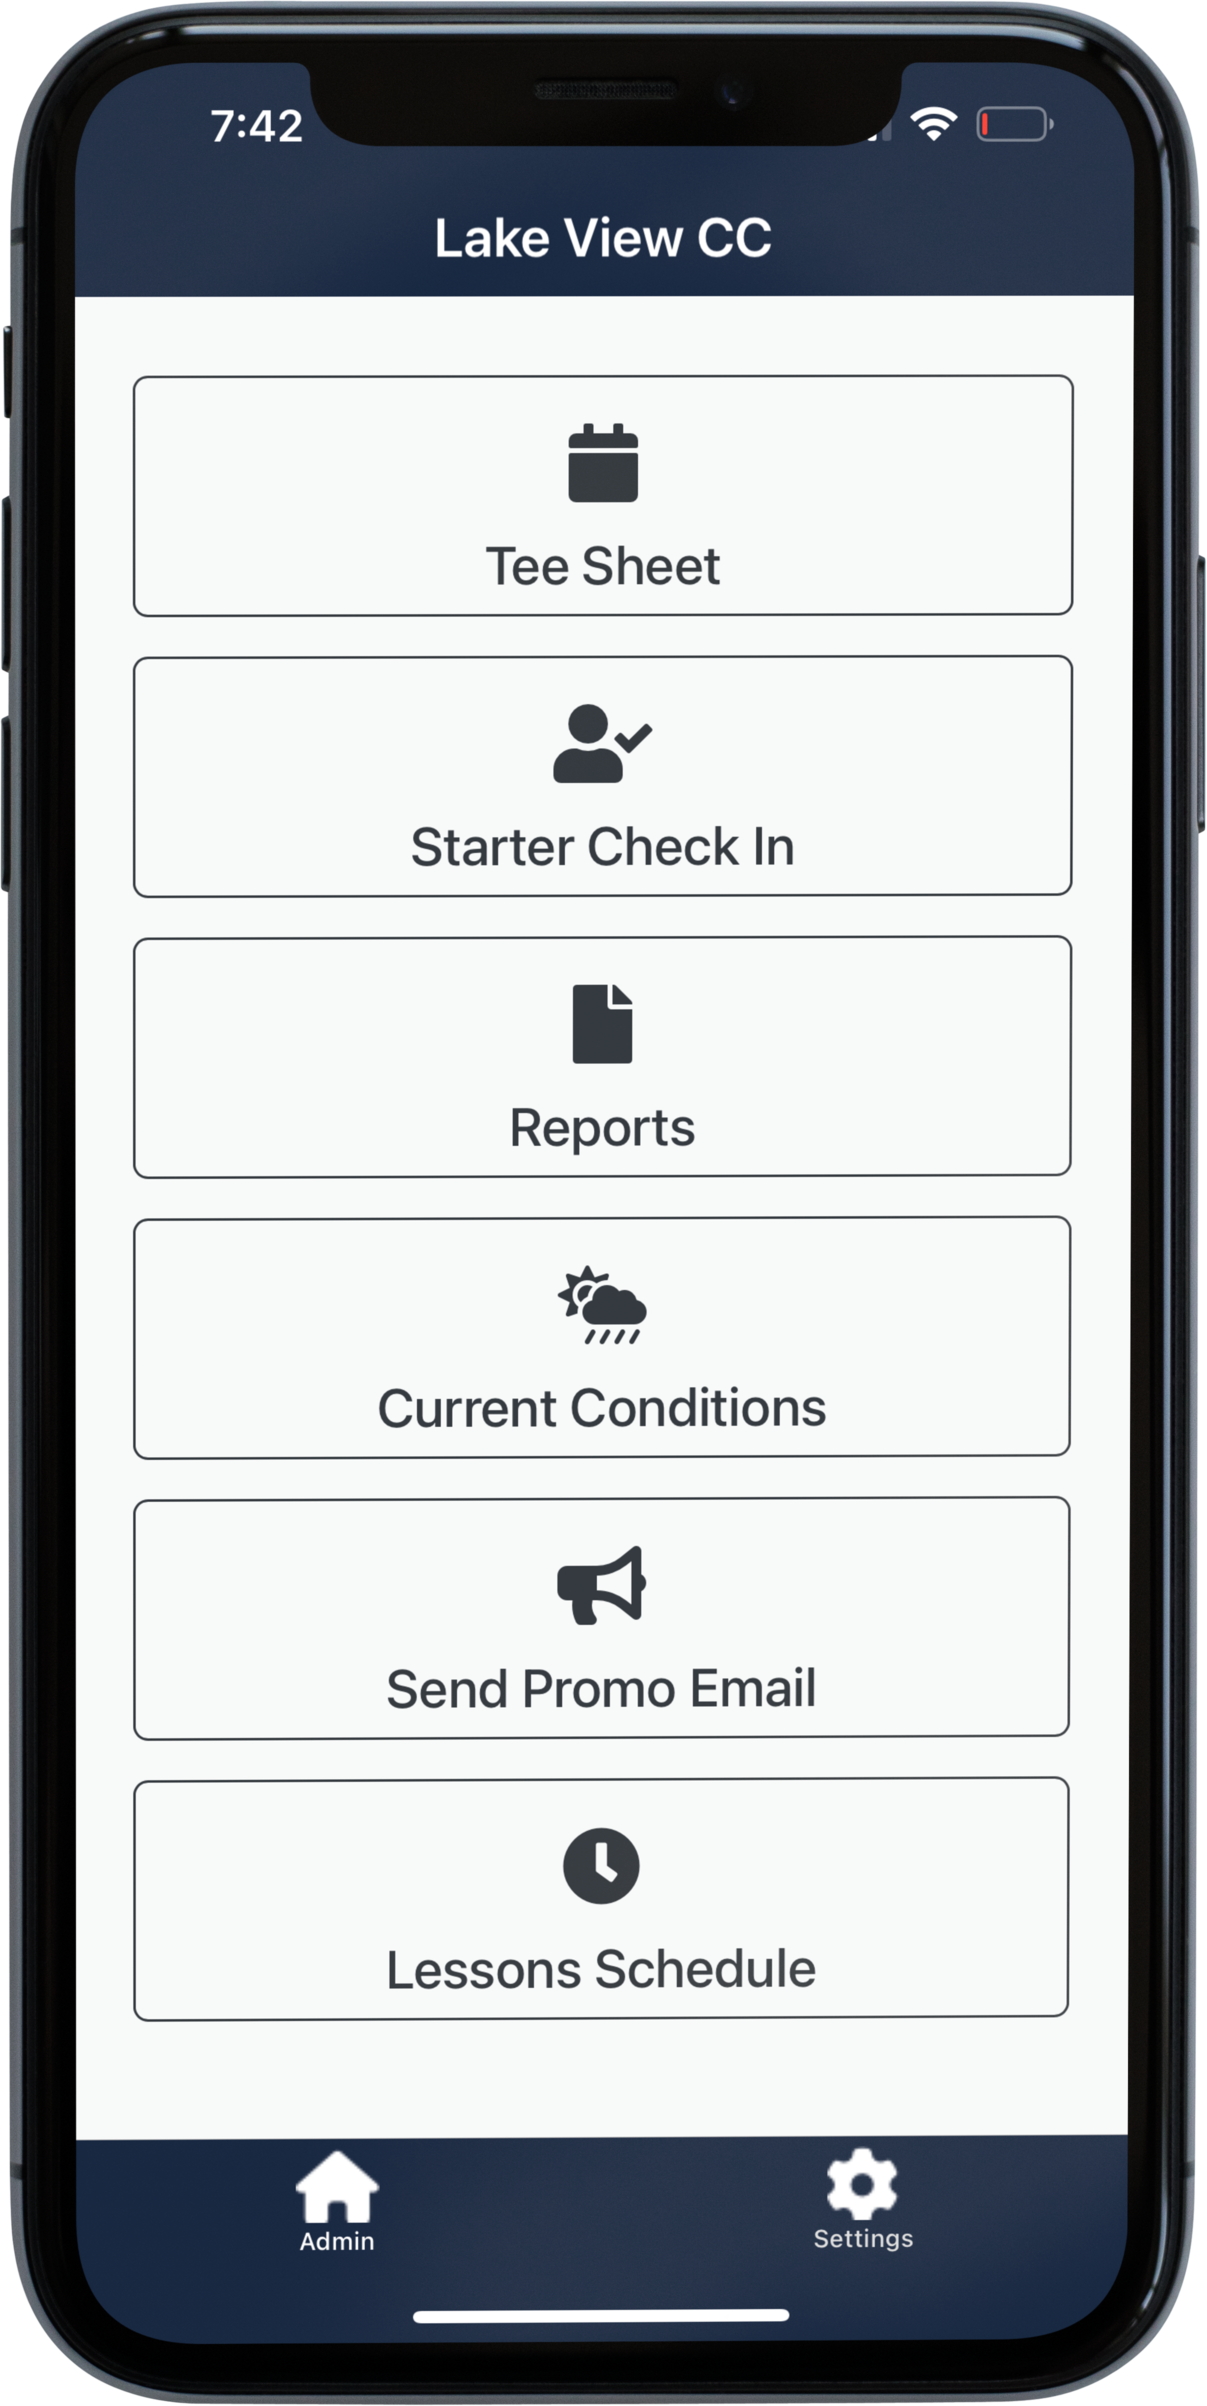 7:42
Lake View CC
Tee Sheet
Starter Check In
Reports
Current Conditions
Send Promo Email
Lessons Schedule
Admin
Settings